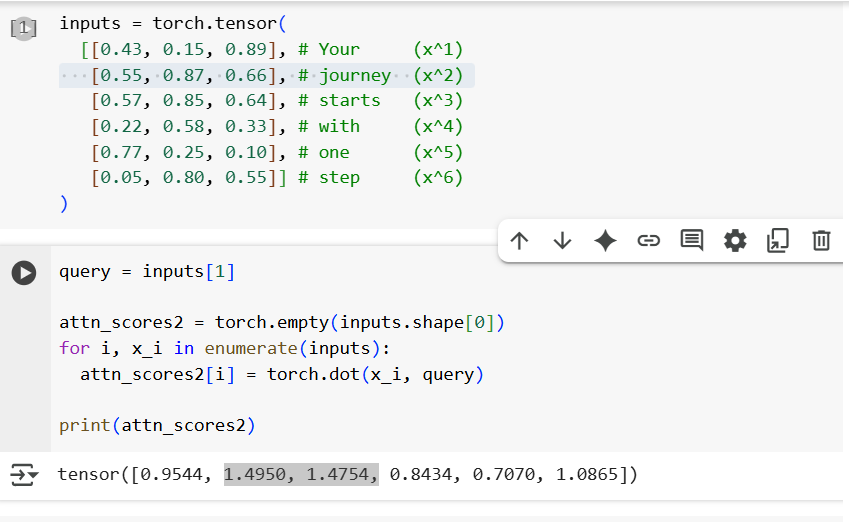 [1]
inputs = torch.tensor(
[[0.43, 0.15, 0.89], # Your     (x^1)
[0.55, 0.87, 0.66], # journey  (x^2)
[0.57, 0.85, 0.64], # starts   (x^3)
[0.22, 0.58, 0.33], # with     (x^4)
[0.77, 0.25, 0.10], # one      (x^5)
[0.05, 0.80, 0.55]] # step     (x^6)
)
query = inputs[1]
attn_scores2 = torch.empty(inputs.shape[0])
for i, x_i in enumerate(inputs):
attn_scores2[i] = torch.dot(x_i, query)
print(attn_scores2)
tensor([0.9544, 1.4950, 1.4754, 0.8434, 0.7070, 1.0865])